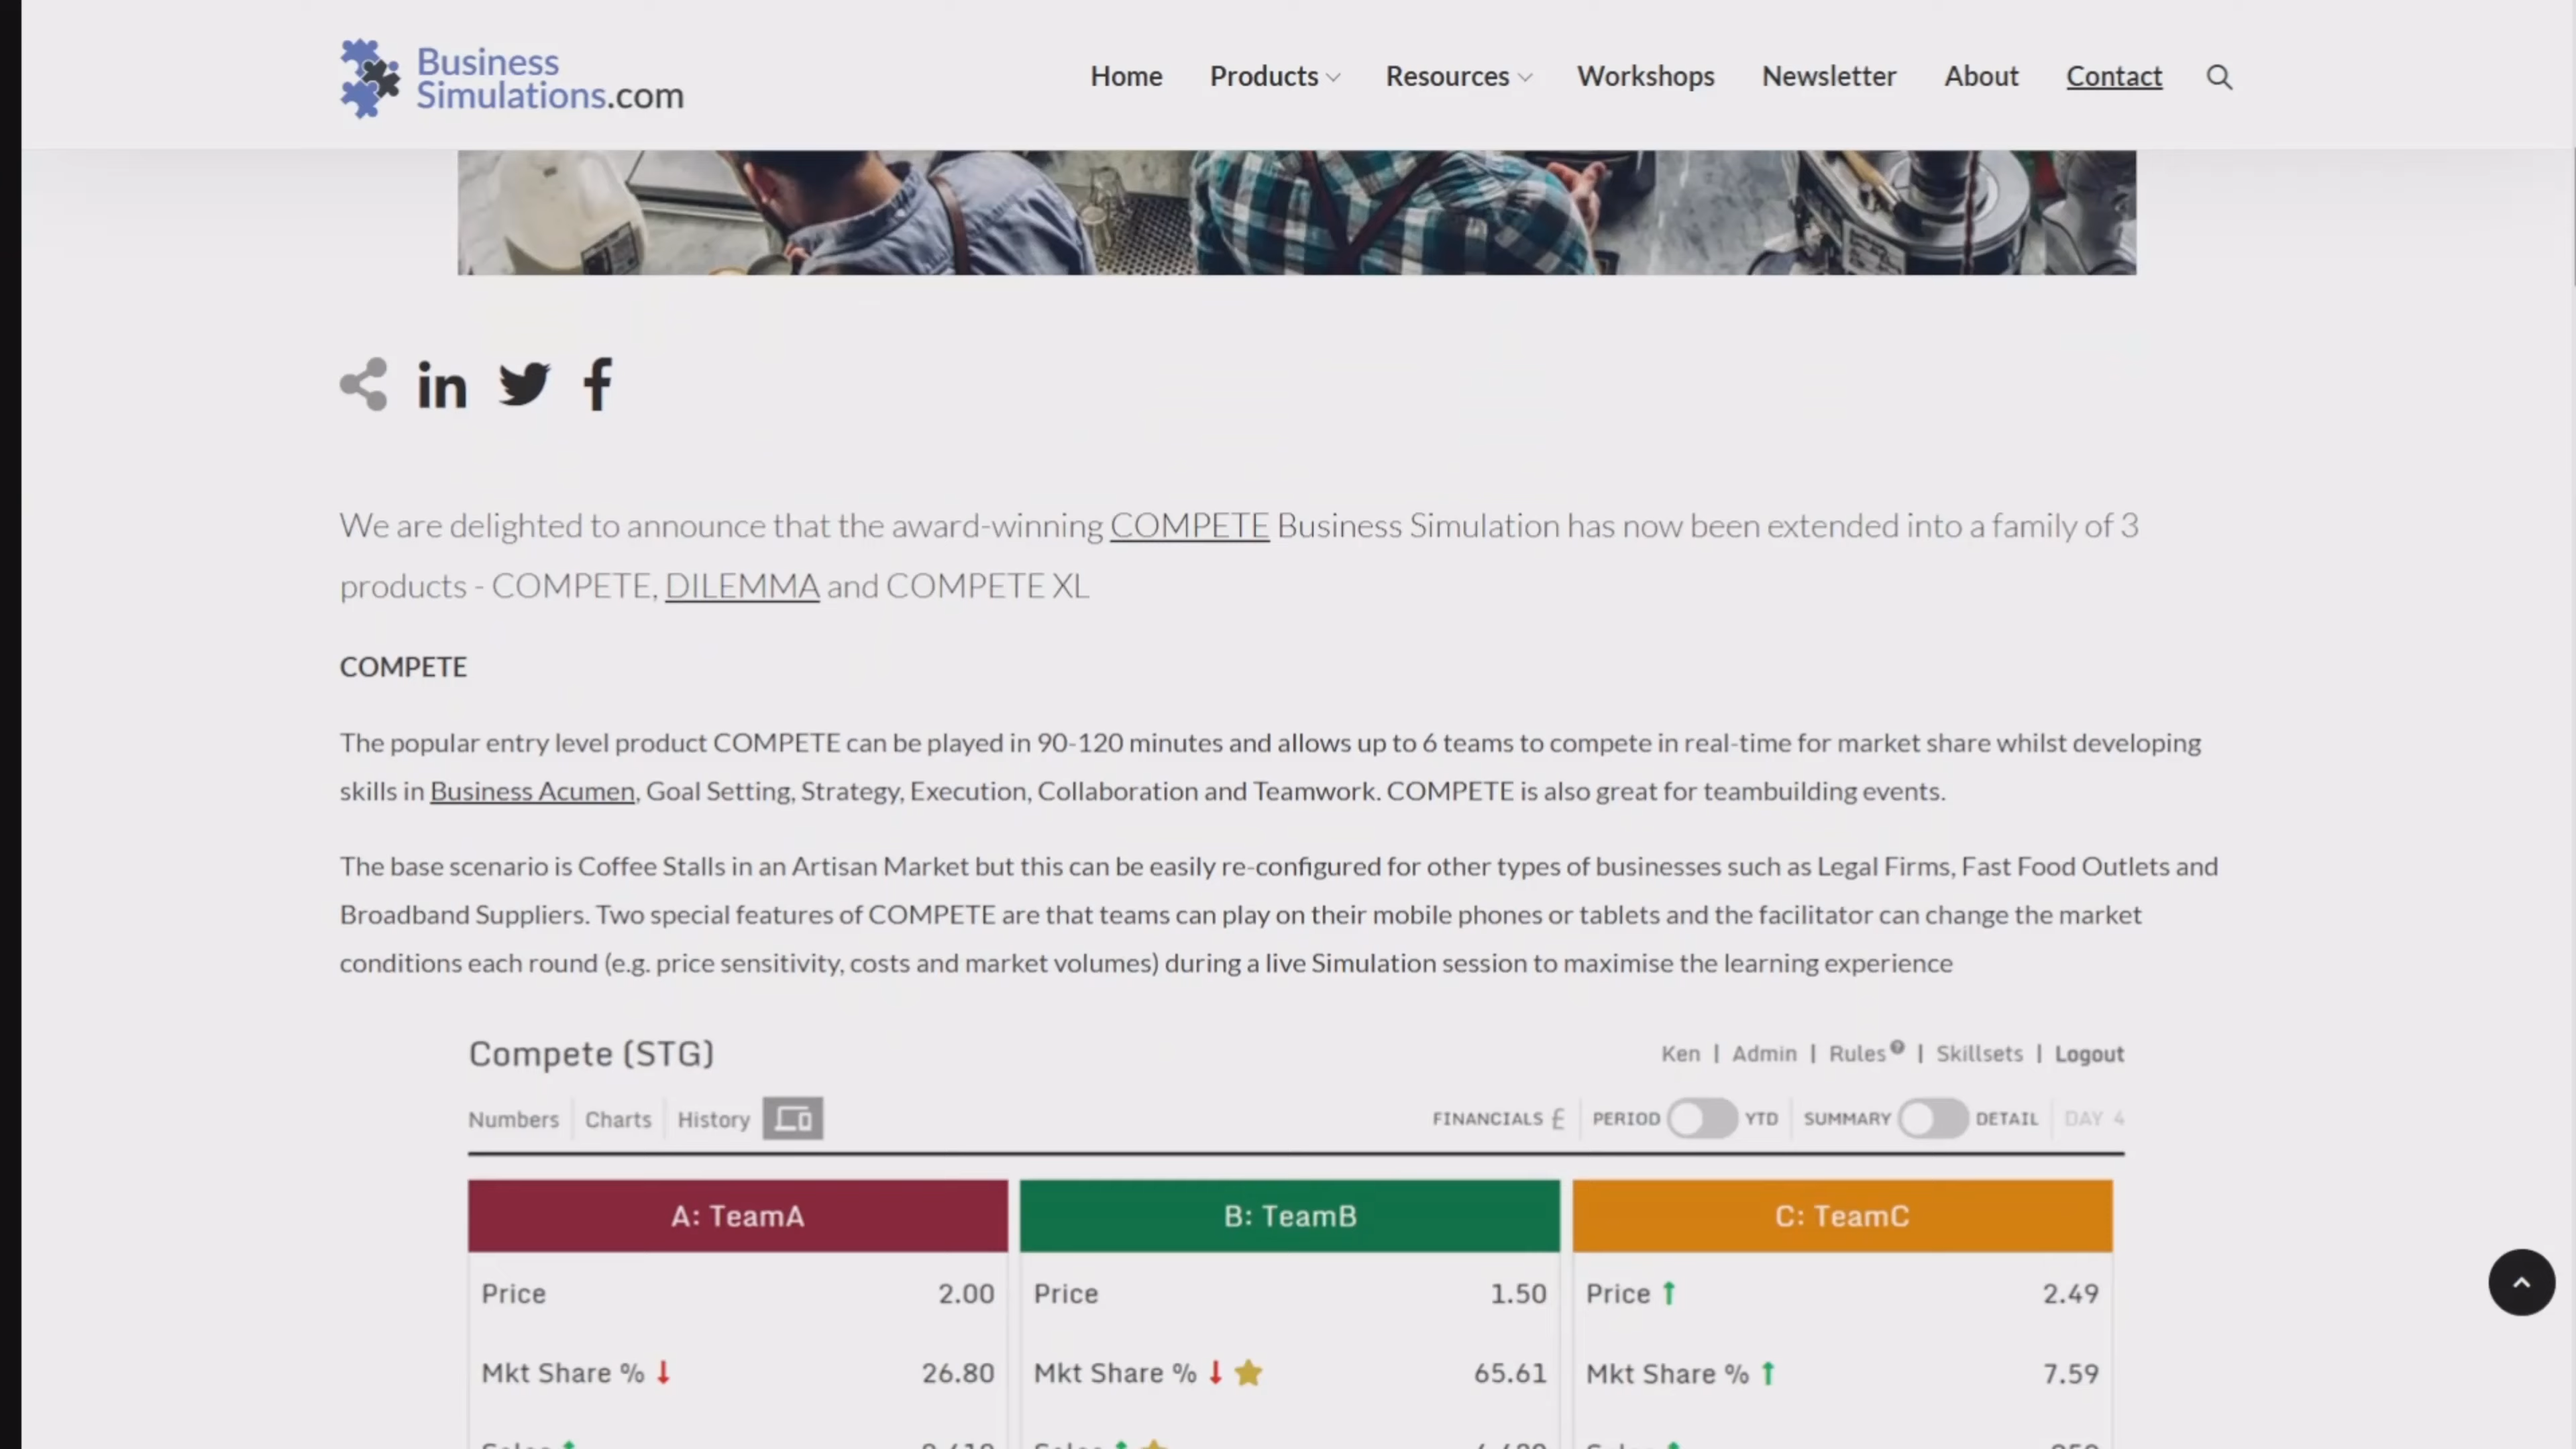 Business
Simulations.com
Home Products Resources Workshops Newsletter About Contact
We are delighted to announce that the award-winning COMPETE Business Simulation has now been extended into a family of 3
products - COMPETE, DILEMMA and COMPETE XL
COMPETE
The popular entry level product COMPETE can be played in 90-120 minutes and allows up to 6 teams to compete in real-time for market share whilst developing
skills in Business Acumen, Goal Setting, Strategy, Execution, Collaboration and Teamwork. COMPETE is also great for teambuilding events.
The base scenario is Coffee Stalls in an Artisan Market but this can be easily re-configured for other types of businesses such as Legal Firms, Fast Food Outlets and
Broadband Suppliers. Two special features of COMPETE are that teams can play on their mobile phones or tablets and the facilitator can change the market
conditions each round (e.g. price sensitivity, costs and market volumes) during a live Simulation session to maximise the learning experience
Compete (STG)
Ken | Admin | Rules | Skillsets | Logout
Numbers Charts History
FINANCIALS £ PERIOD YTD SUMMARY DETAIL DAY 4
A: TeamA B: TeamB C: TeamC
Price 2.00 Price 1.50 Price 2.49
Mkt Share % 26.80 Mkt Share % 65.61 Mkt Share % 7.59